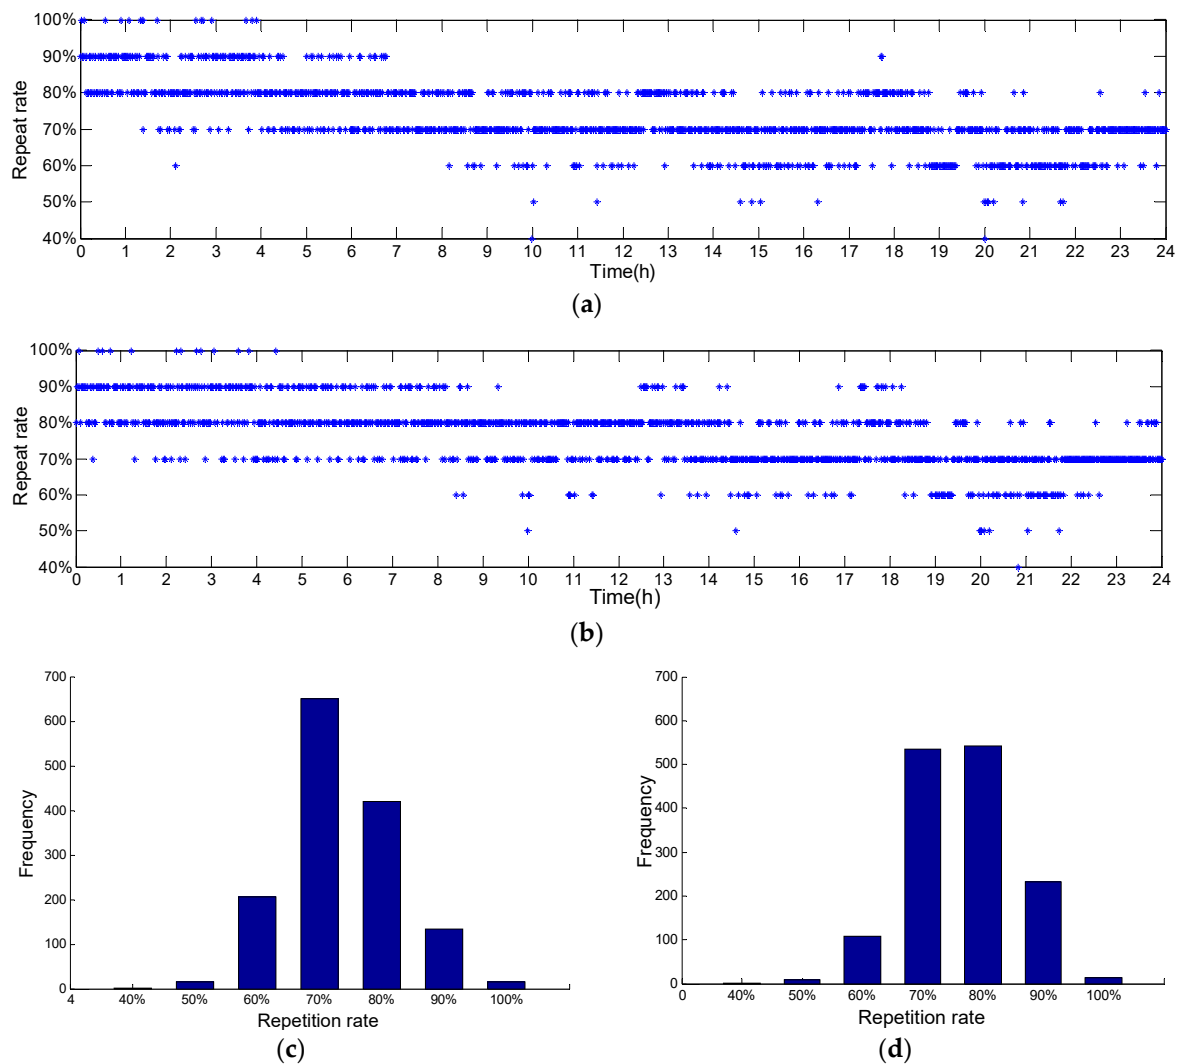 100%
90%
80%
70%
60%
50%
40%
Repeat rate
0 1 2 3 4 5 6 7 8 9 10 11 12 13 14 15 16 17 18 19 20 21 22 23 24
Time(h)
(a)
100%
90%
80%
70%
60%
50%
40%
Repeat rate
0 1 2 3 4 5 6 7 8 9 10 11 12 13 14 15 16 17 18 19 20 21 22 23 24
Time(h)
(b)
700
600
500
400
300
200
100
0
Frequency
4 40% 50% 60% 70% 80% 90% 100%
Repetition rate
(c)
700
600
500
400
300
200
100
0
Frequency
0 40% 50% 60% 70% 80% 90% 100%
Repetition rate
(d)